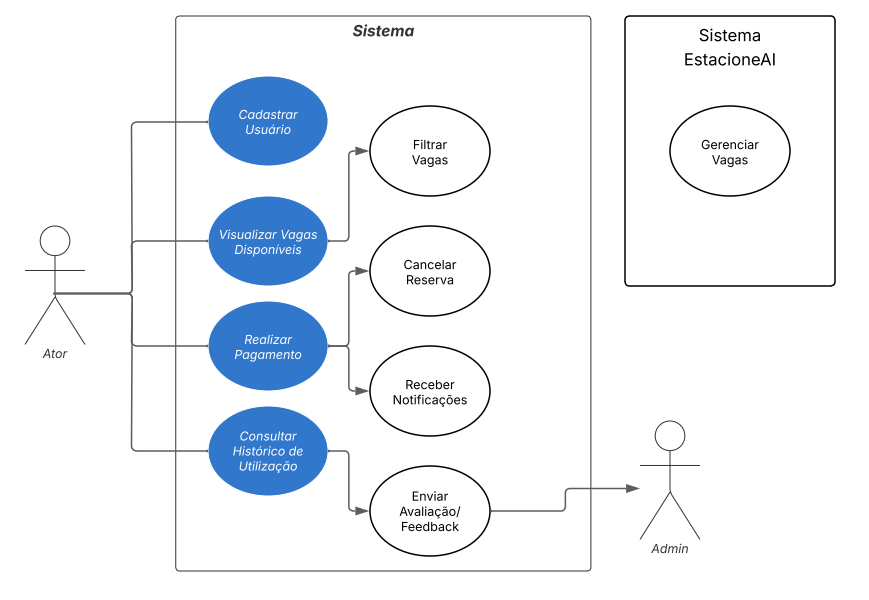 Sistema
Cadastrar
Usuário
Visualizar Vagas
Disponíveis
Realizar
Pagamento
Consultar
Histórico de
Utilização
Filtrar
Vagas
Cancelar
Reserva
Receber
Notificações
Enviar
Avaliação/
Feedback
Ator
Sistema
EstacioneAI
Gerenciar
Vagas
Admin